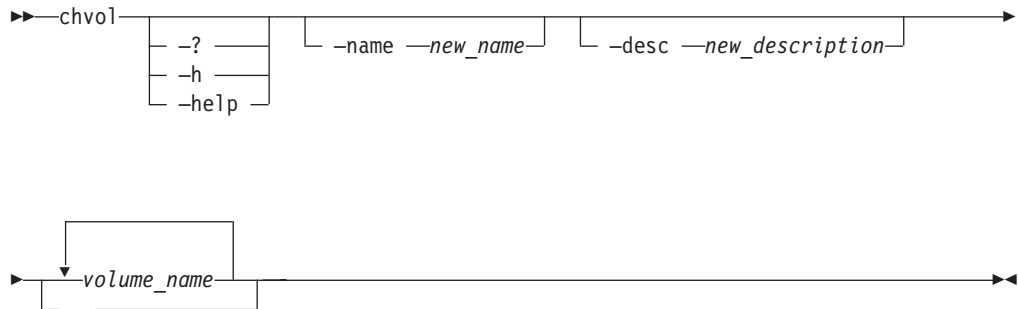 chvol
–?
–h
–help
–name new_name
–desc new_description
volume_name